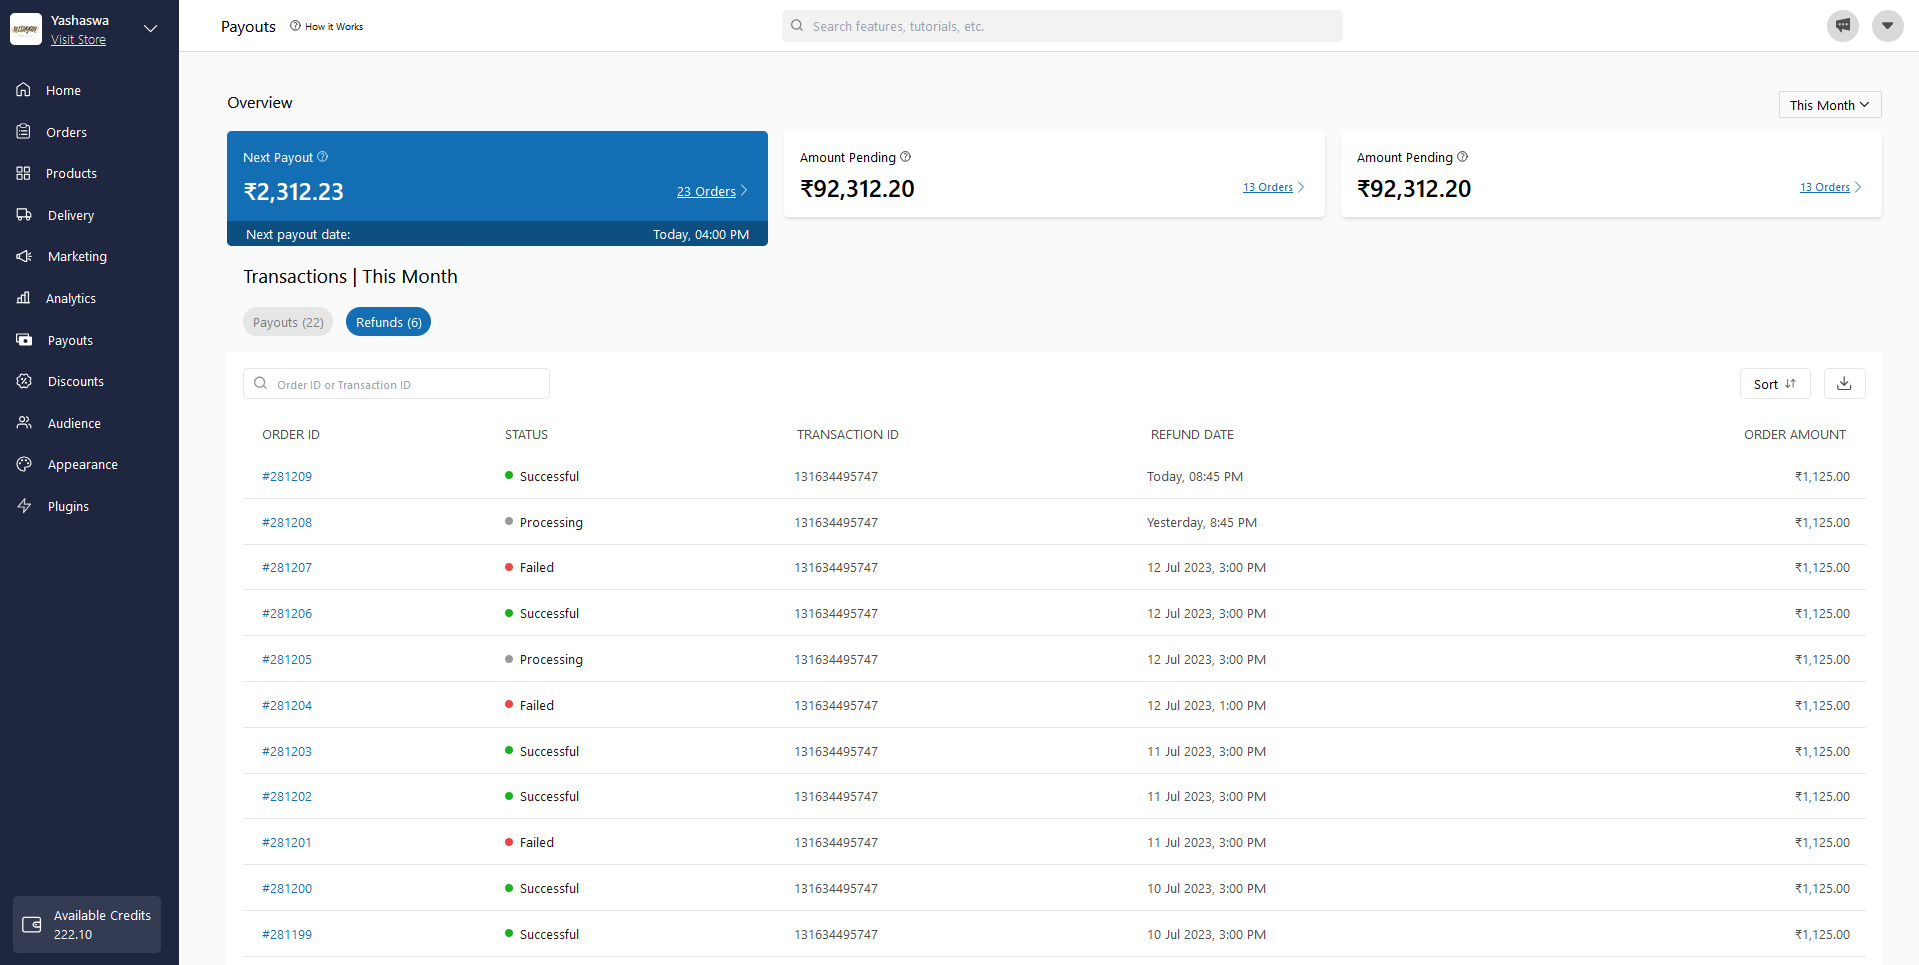 Yashaswa
Visit Store
Home
Orders
Products
Delivery
Marketing
Analytics
Payouts
Discounts
Audience
Appearance
Plugins
Available Credits
222.10
Payouts How it Works
Search features, tutorials, etc.
Overview
This Month
Next Payout
₹2,312.23 23 Orders
Next payout date: Today, 04:00 PM
Amount Pending
₹92,312.20 13 Orders
Amount Pending
₹92,312.20 13 Orders
Transactions | This Month
Payouts (22) Refunds (6)
Order ID or Transaction ID
Sort
ORDER ID STATUS TRANSACTION ID REFUND DATE ORDER AMOUNT
#281209 Successful 131634495747 Today, 08:45 PM ₹1,125.00
#281208 Processing 131634495747 Yesterday, 8:45 PM ₹1,125.00
#281207 Failed 131634495747 12 Jul 2023, 3:00 PM ₹1,125.00
#281206 Successful 131634495747 12 Jul 2023, 3:00 PM ₹1,125.00
#281205 Processing 131634495747 12 Jul 2023, 3:00 PM ₹1,125.00
#281204 Failed 131634495747 12 Jul 2023, 1:00 PM ₹1,125.00
#281203 Successful 131634495747 11 Jul 2023, 3:00 PM ₹1,125.00
#281202 Successful 131634495747 11 Jul 2023, 3:00 PM ₹1,125.00
#281201 Failed 131634495747 11 Jul 2023, 3:00 PM ₹1,125.00
#281200 Successful 131634495747 10 Jul 2023, 3:00 PM ₹1,125.00
#281199 Successful 131634495747 10 Jul 2023, 3:00 PM ₹1,125.00